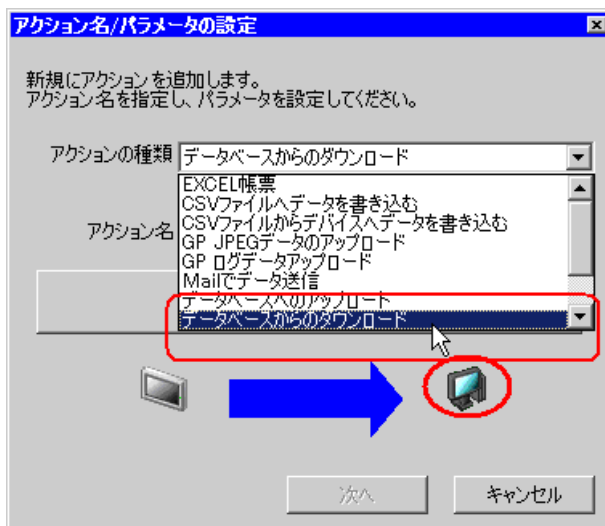 アクション名/パラメータの設定
新規にアクションを追加します。
アクション名を指定し、パラメータを設定してください。
アクションの種類 データベースからのダウンロード
EXCEL帳票
CSVファイルへデータを書き込む
CSVファイルからデバイスへデータを書き込む
アクション名
GP JPEGデータのアップロード
GP ログデータアップロード
Mailでデータ送信
データベースへのアップロード
データベースからのダウンロード
次へ キャンセル